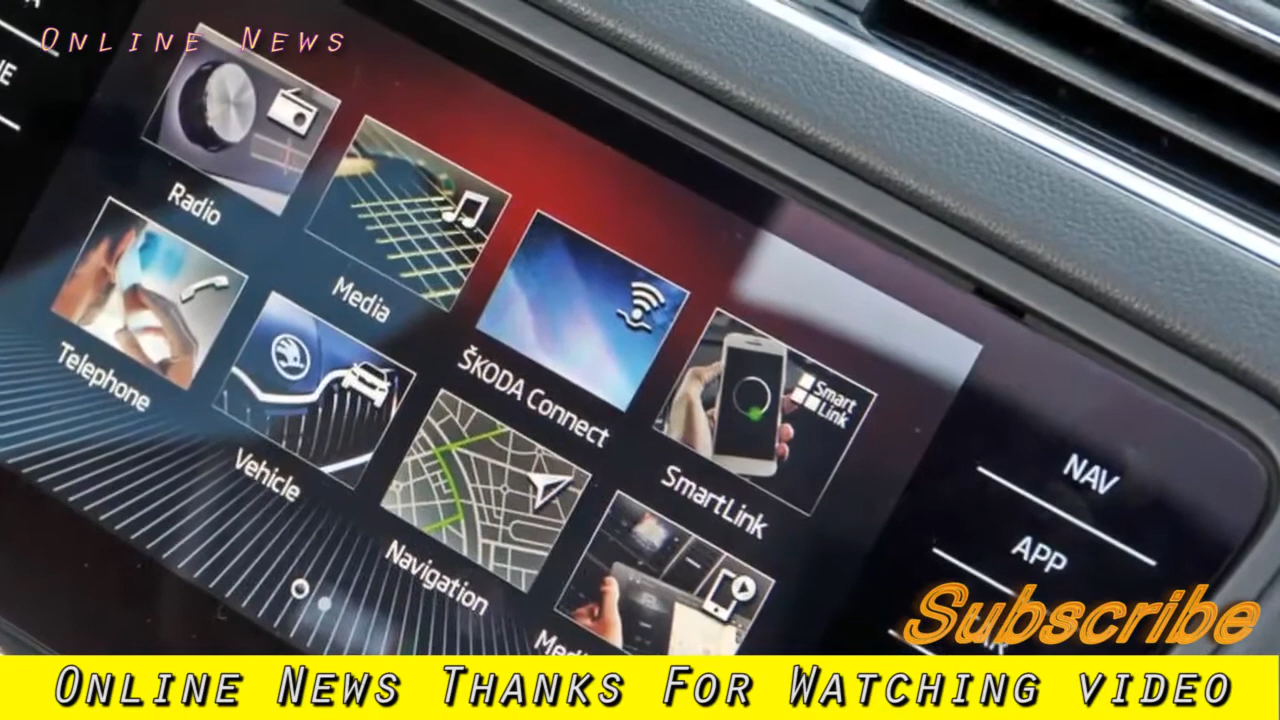 Online News
Radio
Media
ŠKODA Connect
Smart
Link
SmartLink
Telephone
Vehicle
Navigation
NAV
APP
Subscribe
Online News Thanks For Watching video